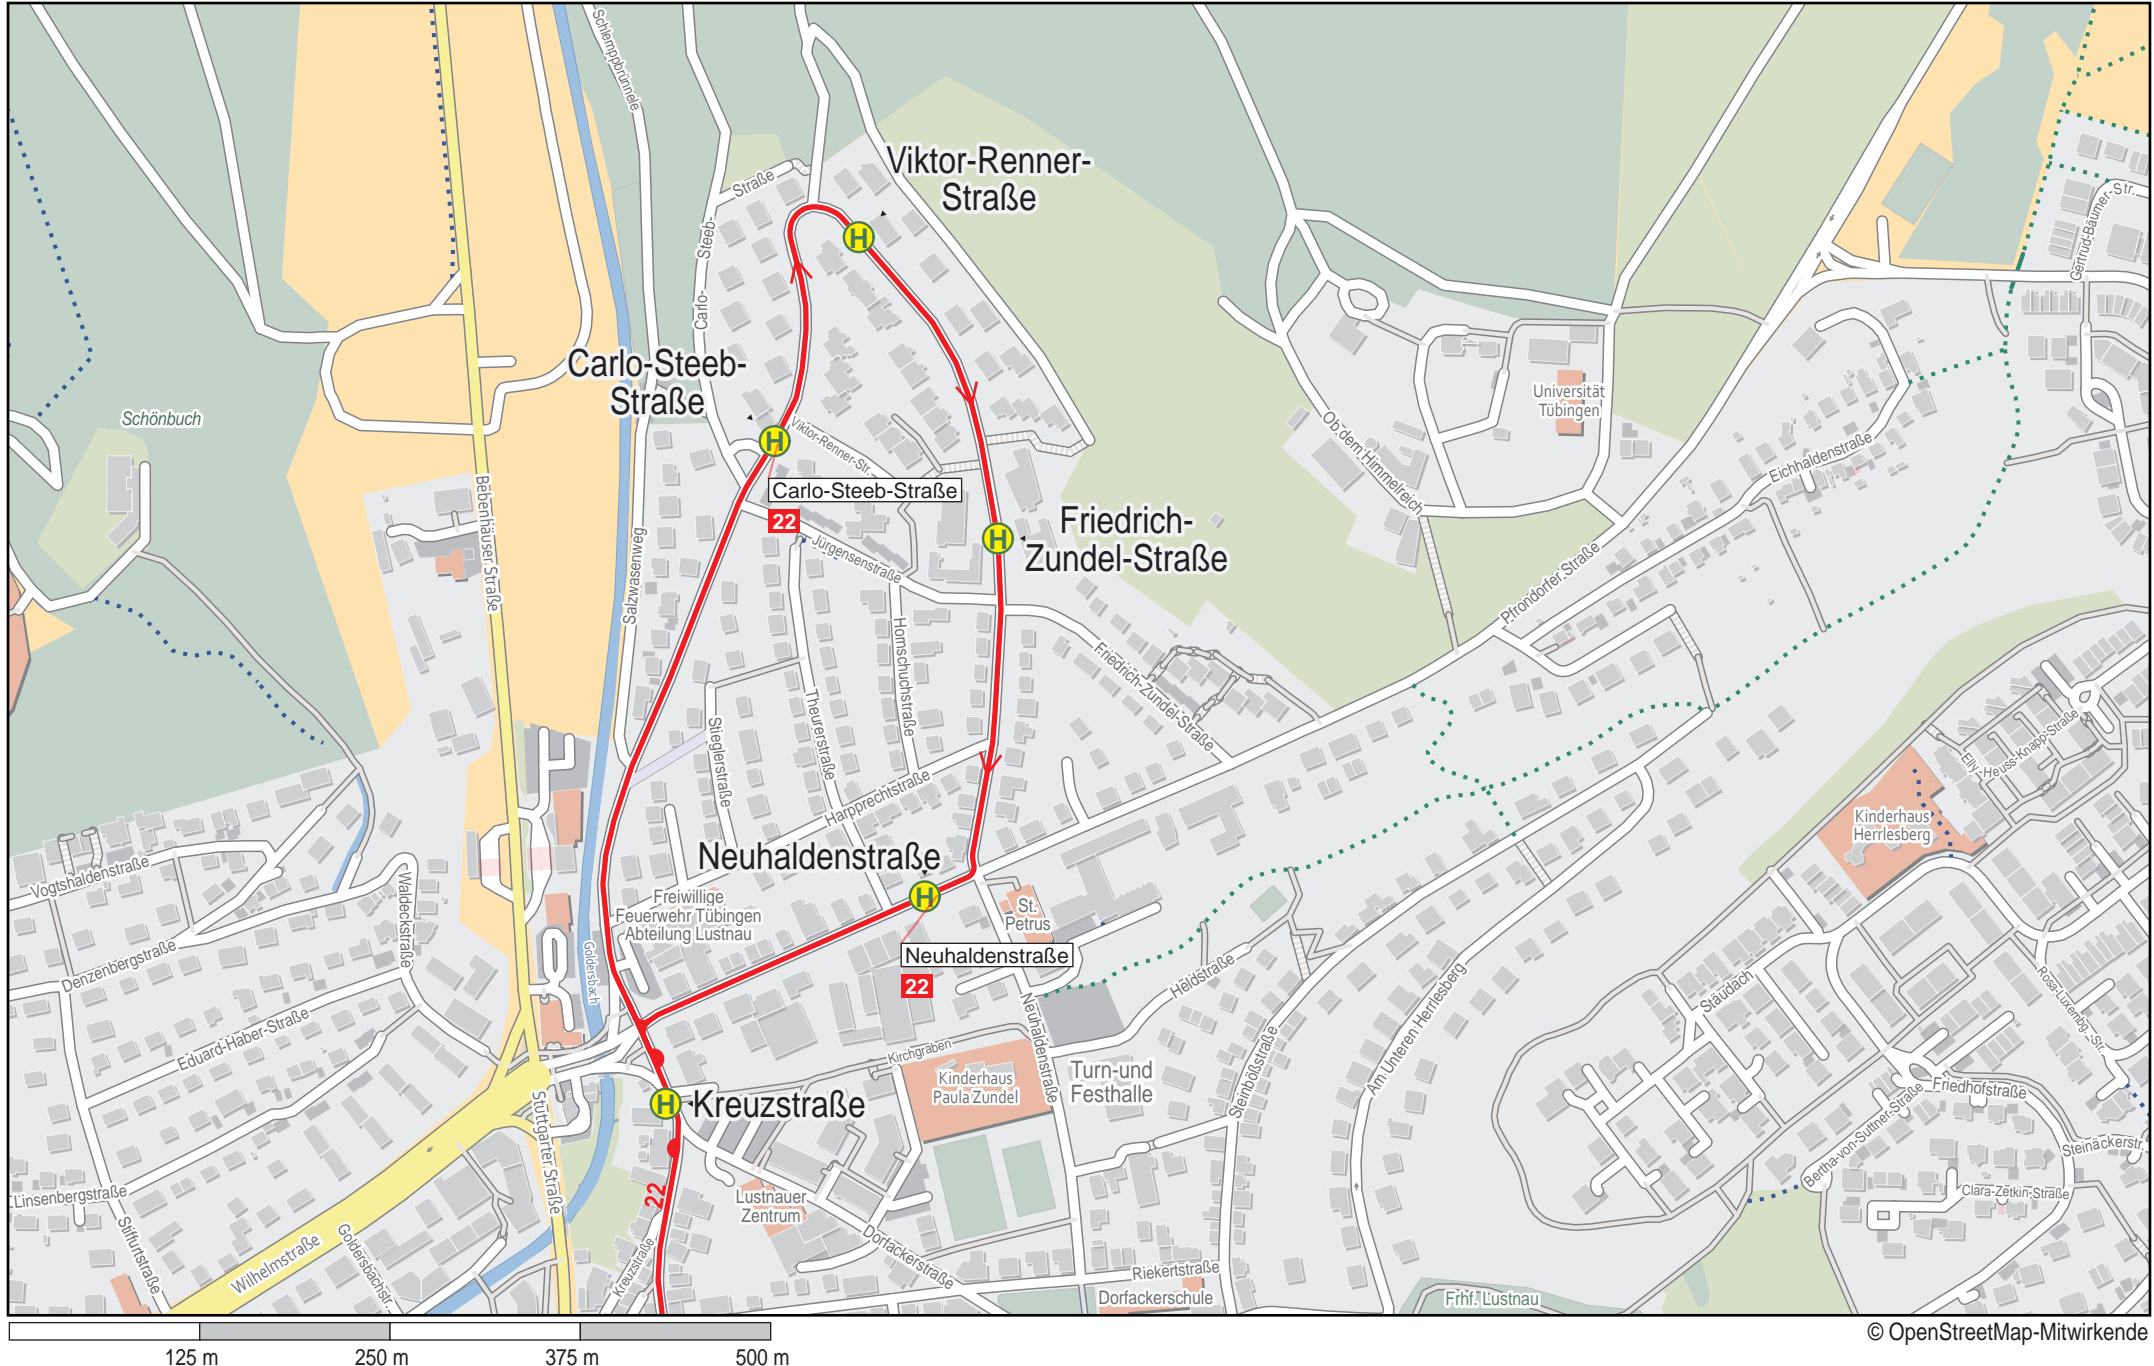 Schlemppbrünnele
Viktor-Renner-
Straße
Straße
Steeb-
Carlo-
Gertrud-Bäumer-Str.
H
Carlo-Steeb-
Straße
Schönbuch
H
Viktor-Renner-Str.
Universität
Tübingen
Ob dem Himmelreich
Eichhaldenstraße
Bebenhäuser Straße
Carlo-Steeb-Straße
22
Friedrich-
Zundel-Straße
H
Jürgensenstraße
Salzwasenweg
Pfrondorfer Straße
Homschuchstraße
Friedrich-Zundel-Straße
Theurerstraße
Stieglerstraße
Harpprechtstraße
Elly-Heuss-Knapp-Straße
Kinderhaus
Herrlesberg
Neuhaldenstraße
H
Vogtshaldenstraße
Waldeckstraße
Freiwillige
Feuerwehr Tübingen
Abteilung Lustnau
St.
Petrus
Denzenbergstraße
Goldersbach
Neuhaldenstraße
22
Heldstraße
Am Unteren Herrlesberg
Stäudach
Rosa-Luxembg.-Str.
Eduard-Haber-Straße
Kirchgraben
Neuhaldenstraße
Kinderhaus
Paula Zundel
Turn-und
Festhalle
Steinbößstraße
Friedhofstraße
Bertha-von-Suttner-Straße
Steinäckerstr.
H
Kreuzstraße
Stuttgarter Straße
22
Linsenbergstraße
Stiffurtstraße
Lustnauer
Zentrum
Clara-Zetkin-Straße
Wilhelmstraße
Goldersbachstr.
Kreuzstraße
Dorfackerstraße
Riekertstraße
Dorfackerschule
Frhf. Lustnau
125 m
250 m
375 m
500 m
© OpenStreetMap-Mitwirkende